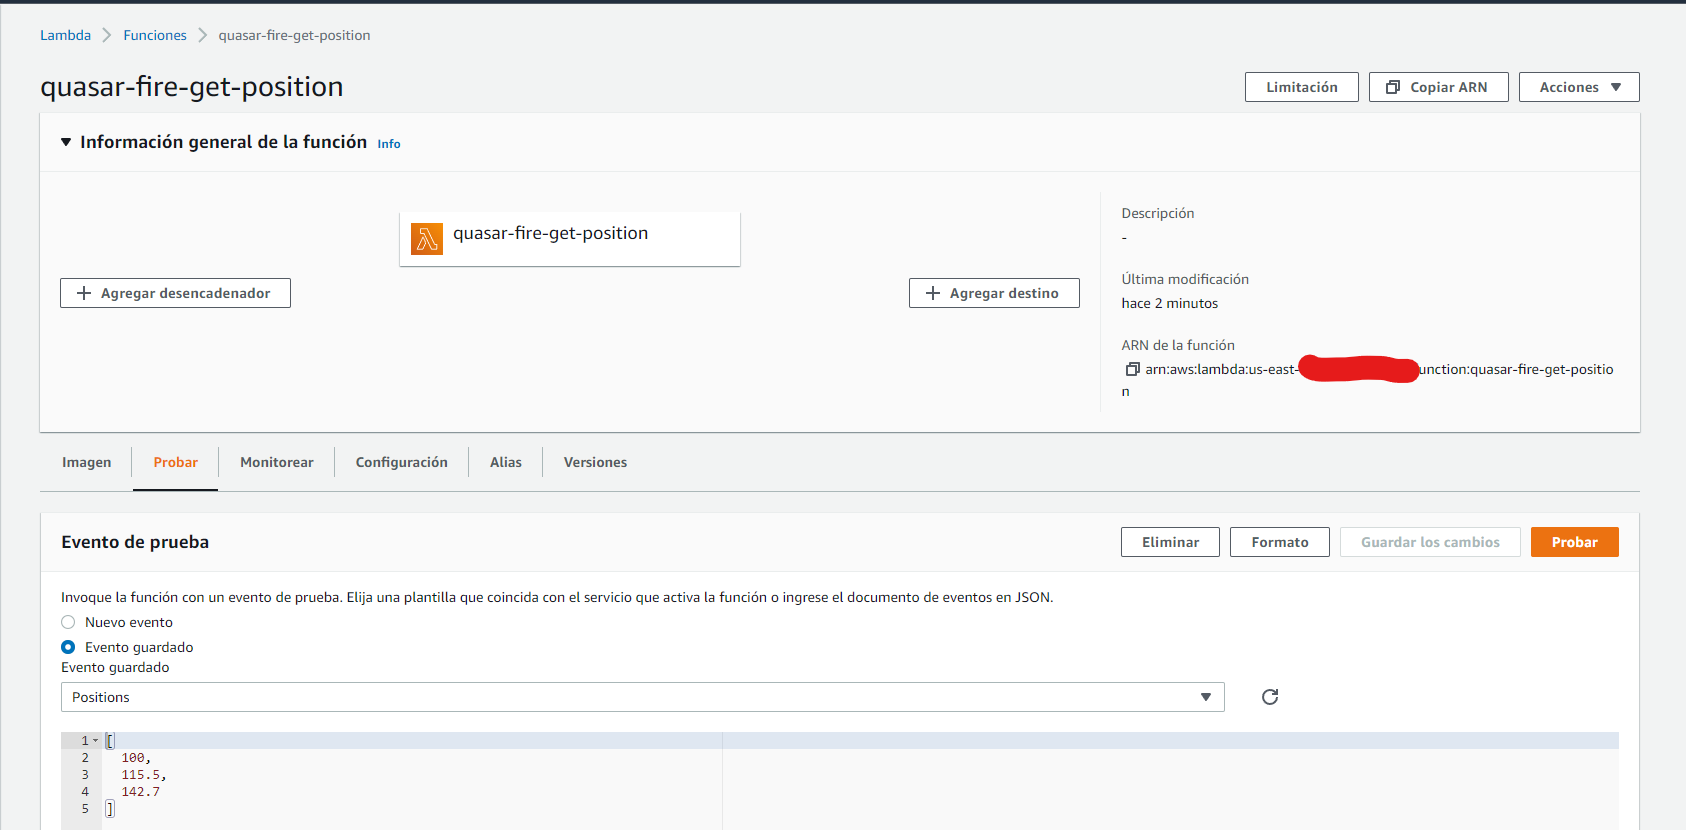 Lambda > Funciones > quasar-fire-get-position
quasar-fire-get-position
Limitación
Copiar ARN
Acciones
Información general de la función Info
quasar-fire-get-position
Agregar desencadenador
Agregar destino
Descripción
-
Última modificación
hace 2 minutos
ARN de la función
arn:aws:lambda:us-east-
unction:quasar-fire-get-positio
n
Imagen
Probar
Monitorear
Configuración
Alias
Versiones
Evento de prueba
Eliminar
Formato
Guardar los cambios
Probar
Invoque la función con un evento de prueba. Elija una plantilla que coincida con el servicio que activa la función o ingrese el documento de eventos en JSON.
Nuevo evento
Evento guardado
Evento guardado
Positions
1 [
2 100,
3 115.5,
4 142.7
5 ]